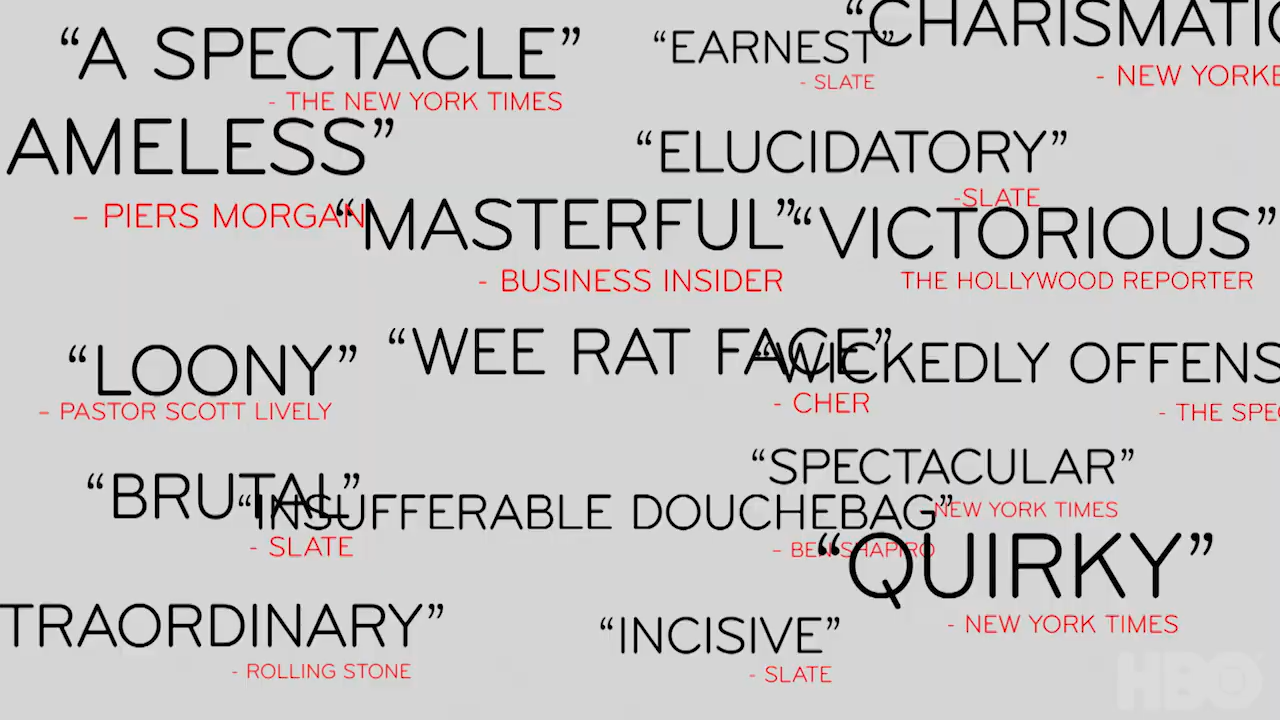 “A SPECTACLE”
- THE NEW YORK TIMES
“EARNEST”
- SLATE
“CHARISMATIC
- NEW YORKE
AMELESS”
– PIERS MORGAN
“ELUCIDATORY”
-SLATE
“MASTERFUL”
- BUSINESS INSIDER
“VICTORIOUS”
THE HOLLYWOOD REPORTER
“LOONY”
– PASTOR SCOTT LIVELY
“WEE RAT FACE”
- CHER
“WICKEDLY OFFENS
- THE SPE
“BRUTAL”
- SLATE
“INSUFFERABLE DOUCHEBAG”
- BEN SHAPIRO
“SPECTACULAR”
- NEW YORK TIMES
“QUIRKY”
- NEW YORK TIMES
TRAORDINARY”
- ROLLING STONE
“INCISIVE”
- SLATE
HBO